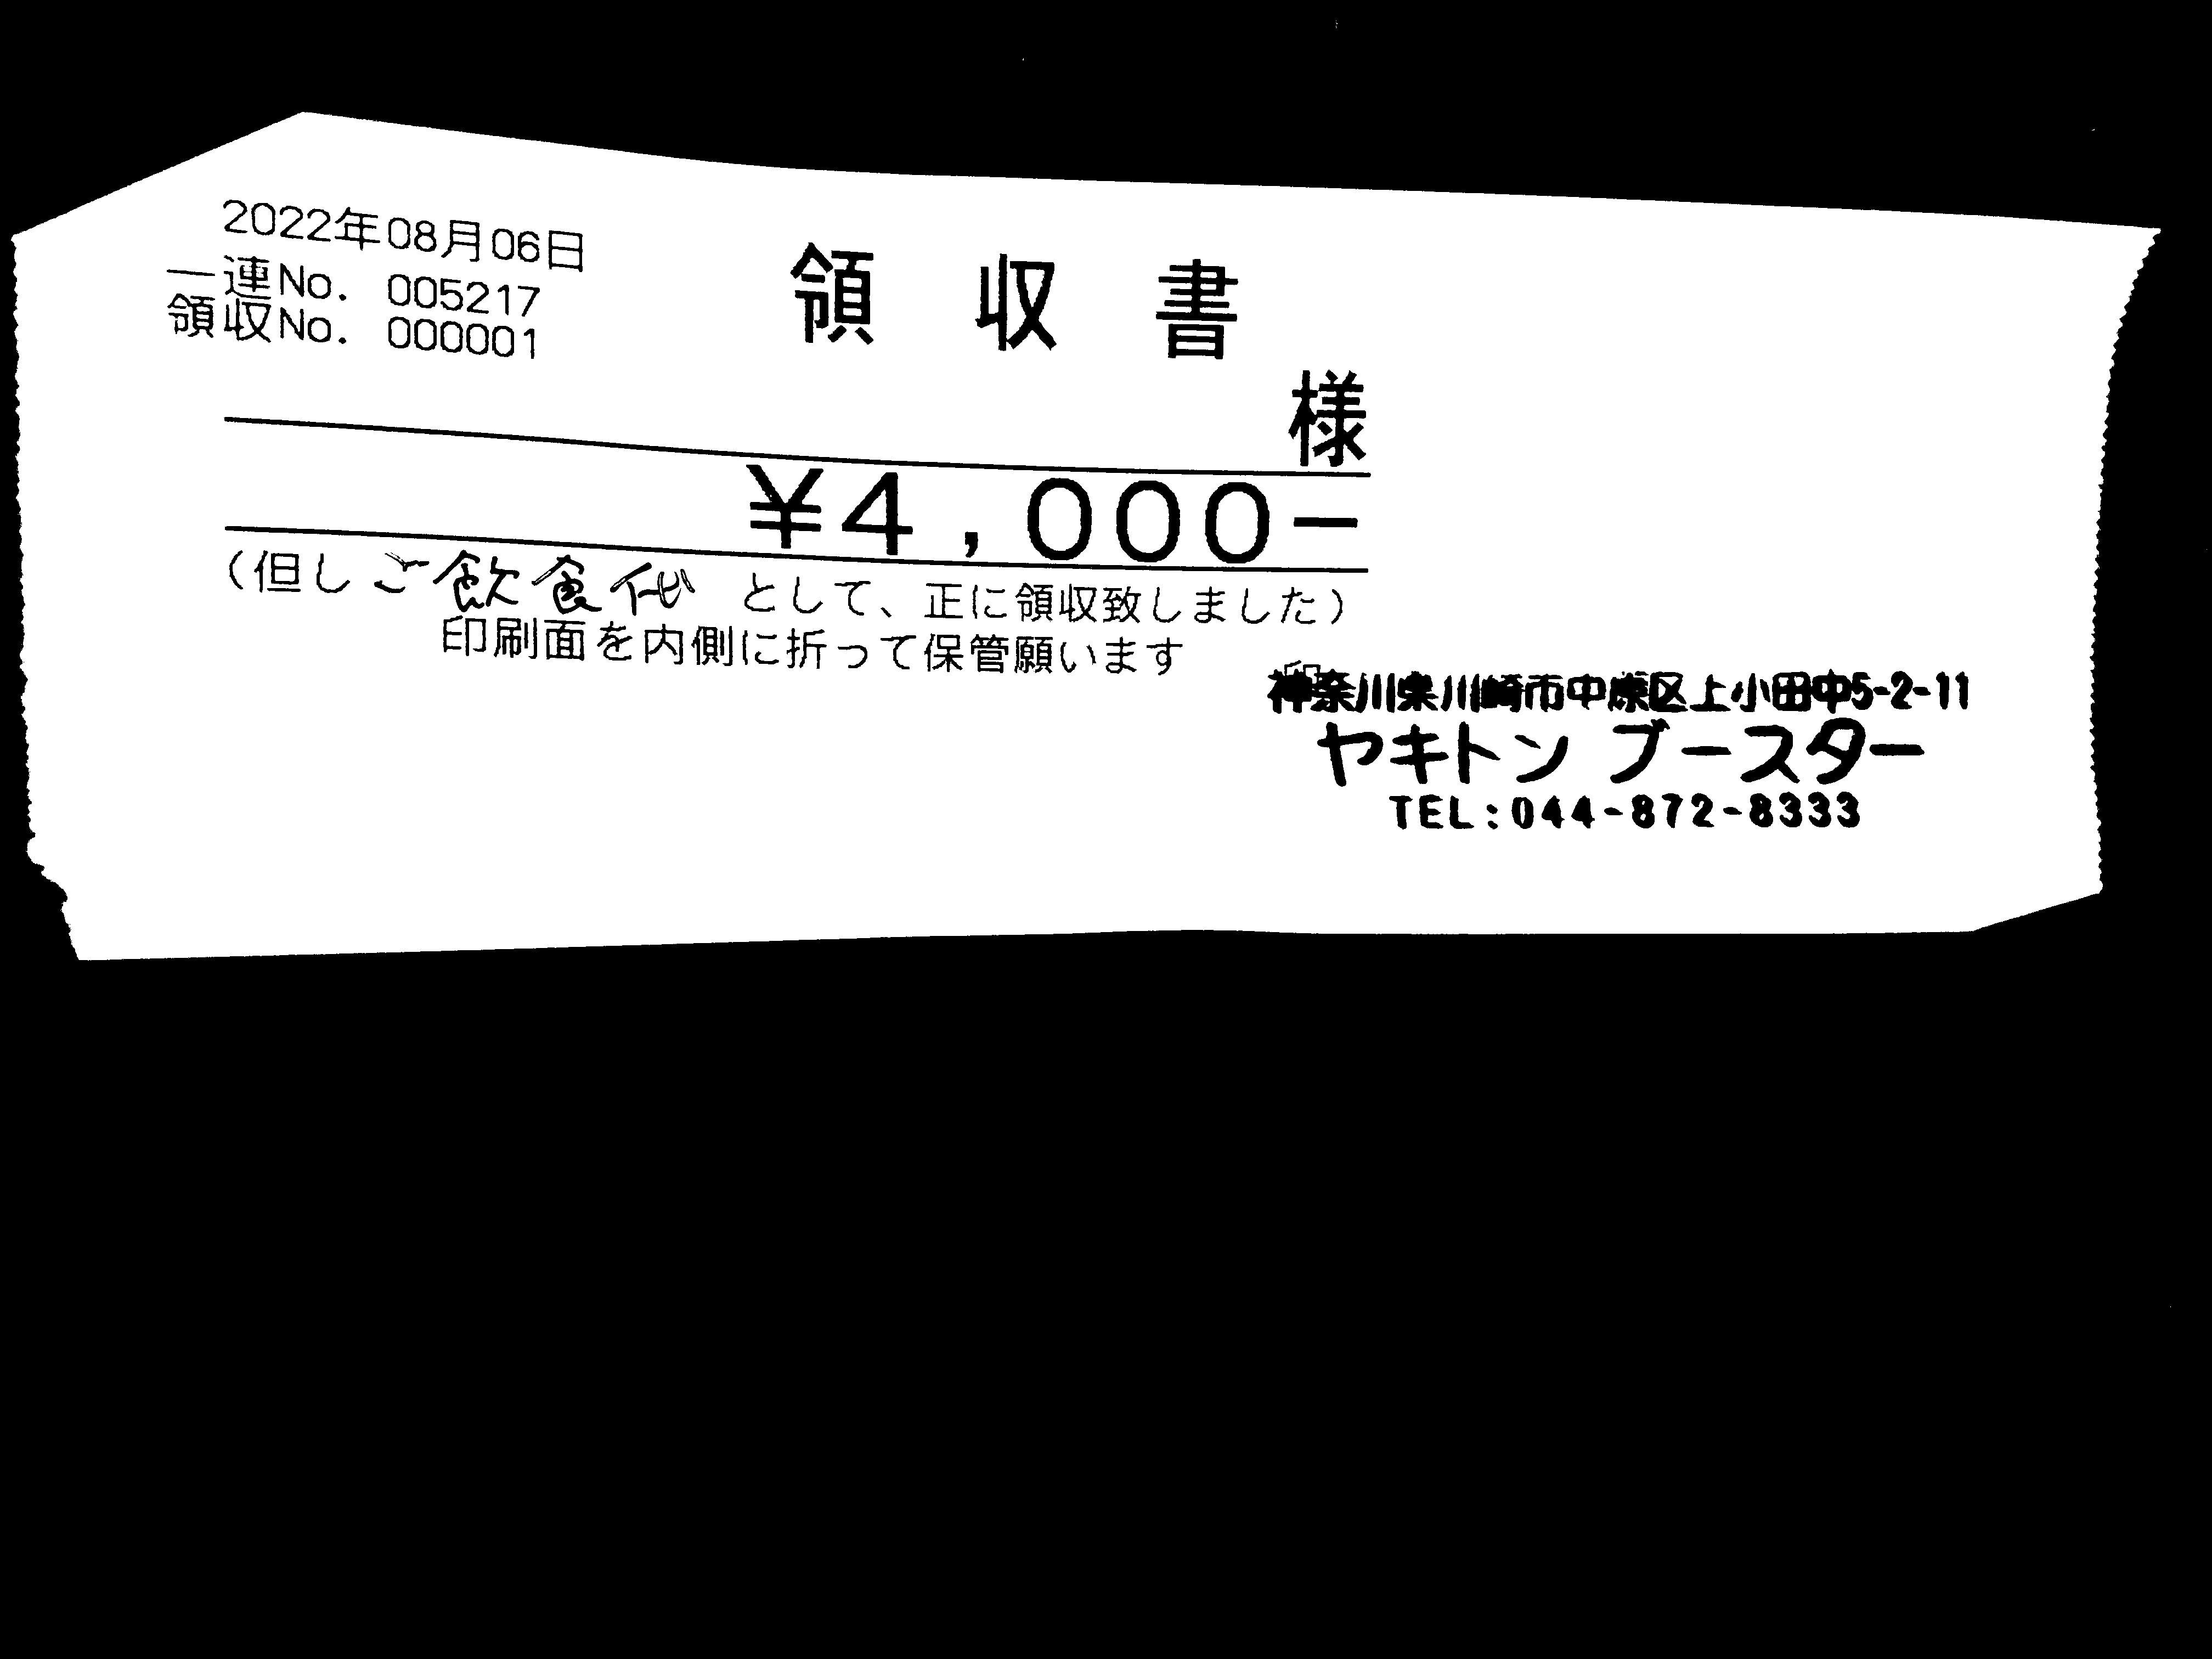 2022年08月06日
一連No. 005217
領収No. 000001
領収書
様
¥4,000-
(但しご飲食代 として、正に領収致しました)
印刷面を内側に折って保管願います
印
神奈川県川崎市中原区上小田中5-2-11
ヤキトン ブースター
TEL:044-872-8333